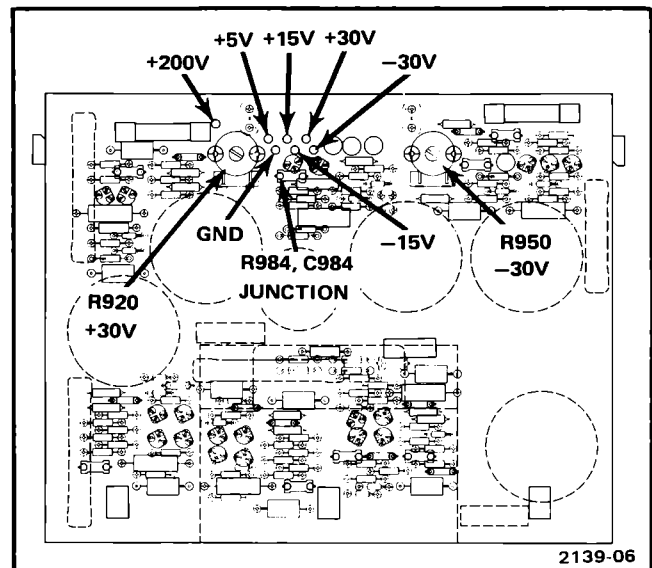 +5V +15V +30V
+200V
−30V
GND
−15V
R984, C984
JUNCTION
R950
−30V
R920
+30V
2139-06